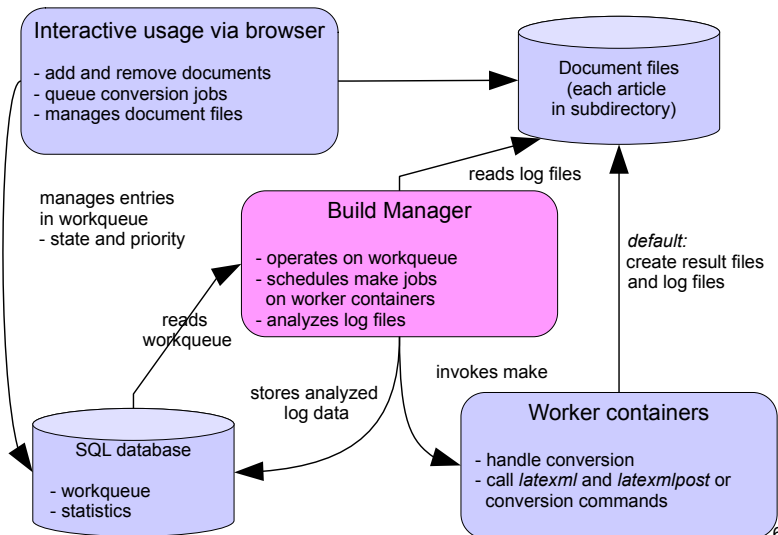 Interactive usage via browser
- add and remove documents
- queue conversion jobs
- manages document files
Document files
(each article
in subdirectory)
manages entries
in workqueue
- state and priority
reads log files
Build Manager
- operates on workqueue
- schedules make jobs
on worker containers
- analyzes log files
default:
create result files
and log files
reads
workqueue
stores analyzed
log data
invokes make
SQL database
- workqueue
- statistics
Worker containers
- handle conversion
- call latexml and latexmlpost or
conversion commands